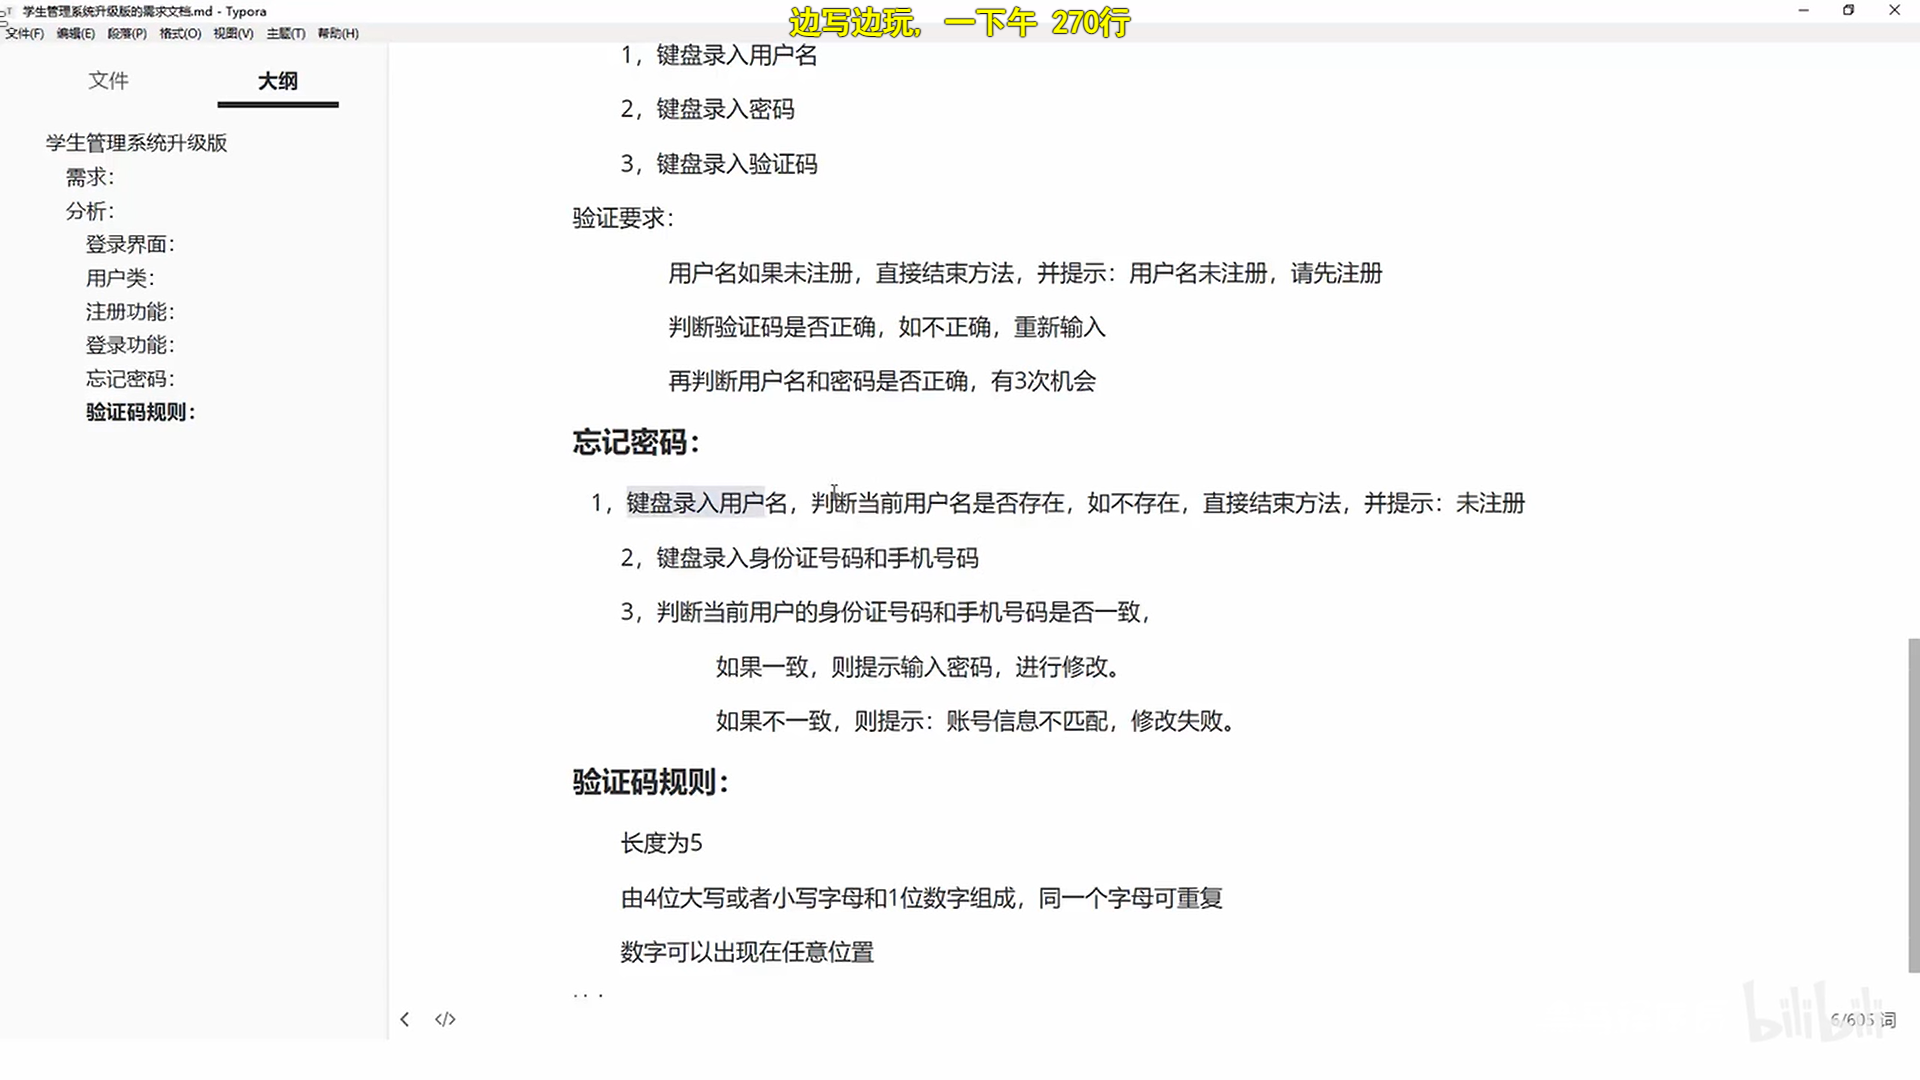 学生管理系统升级版的需求文档.md - Typora
边写边玩，一下午 270行
文件(F) 编辑(E) 段落(P) 格式(O) 视图(V) 主题(T) 帮助(H)
文件 大纲
学生管理系统升级版
需求：
分析：
登录界面：
用户类：
注册功能：
登录功能：
忘记密码：
验证码规则：
1，键盘录入用户名
2，键盘录入密码
3，键盘录入验证码
验证要求：
用户名如果未注册，直接结束方法，并提示：用户名未注册，请先注册
判断验证码是否正确，如不正确，重新输入
再判断用户名和密码是否正确，有3次机会
忘记密码：
1，键盘录入用户名，判断当前用户名是否存在，如不存在，直接结束方法，并提示：未注册
2，键盘录入身份证号码和手机号码
3，判断当前用户的身份证号码和手机号码是否一致，
如果一致，则提示输入密码，进行修改。
如果不一致，则提示：账号信息不匹配，修改失败。
验证码规则：
长度为5
由4位大写或者小写字母和1位数字组成，同一个字母可重复
数字可以出现在任意位置
</> 6/605 词
bilibili